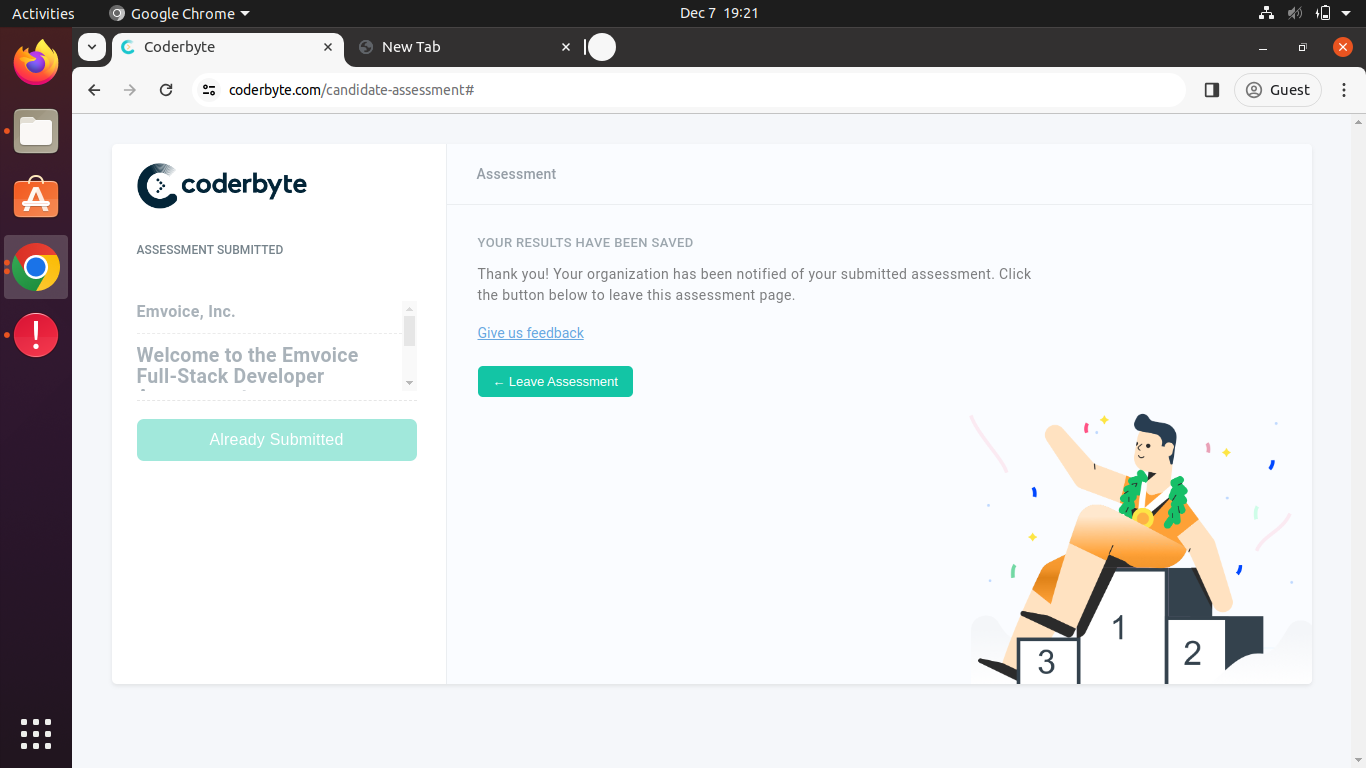 Activities
Google Chrome
Dec 7 19:21
Coderbyte
New Tab
coderbyte.com/candidate-assessment#
Guest
coderbyte
ASSESSMENT SUBMITTED
Emvoice, Inc.
Welcome to the Emvoice
Full-Stack Developer
Already Submitted
Assessment
YOUR RESULTS HAVE BEEN SAVED
Thank you! Your organization has been notified of your submitted assessment. Click
the button below to leave this assessment page.
Give us feedback
← Leave Assessment
1
2
3